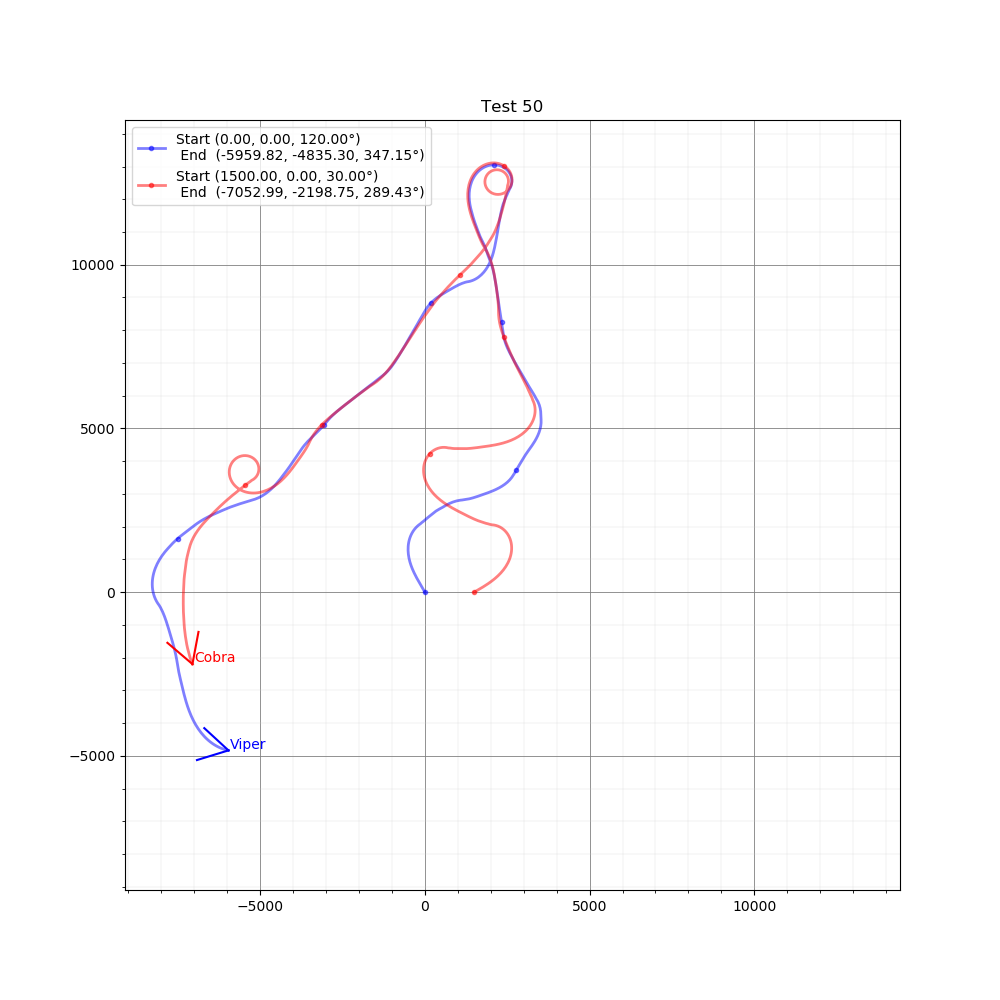 Test 50
Start (0.00, 0.00, 120.00°)
End (-5959.82, -4835.30, 347.15°)
Start (1500.00, 0.00, 30.00°)
End (-7052.99, -2198.75, 289.43°)
10000
5000
0
−5000
Cobra
Viper
−5000
0
5000
10000